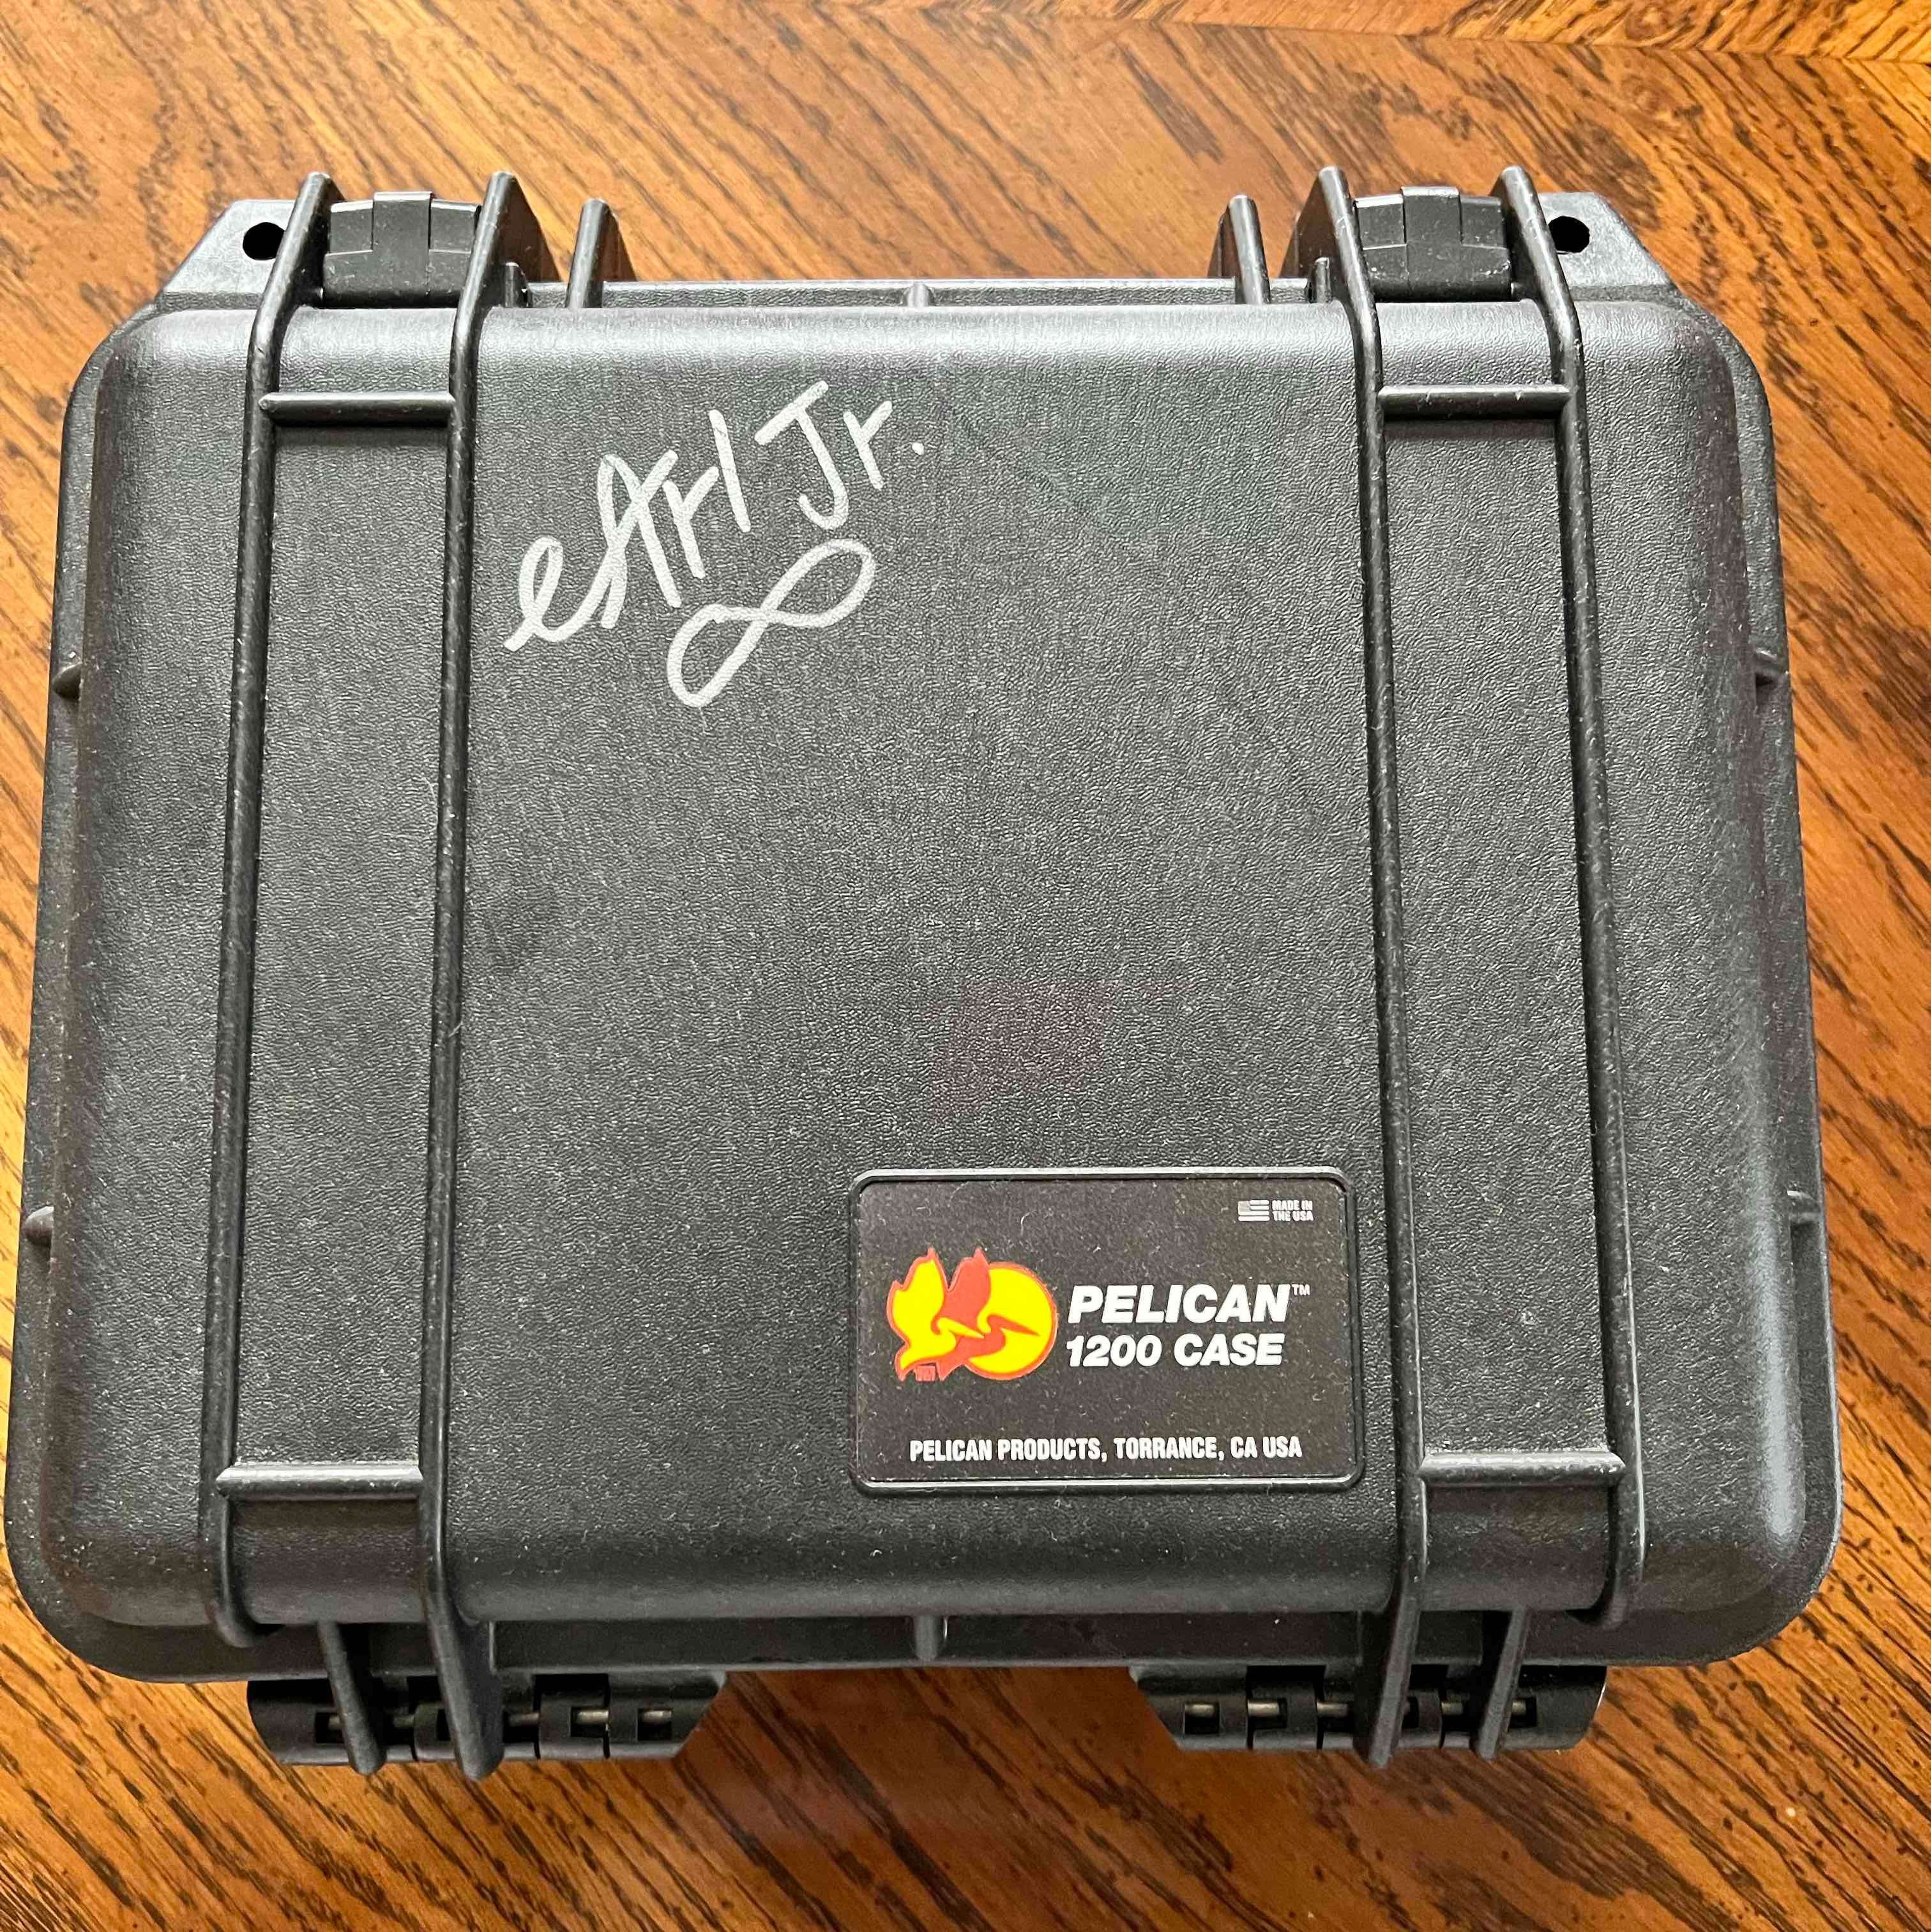 eArl Jr.
MADE IN
THE USA
PELICAN™
1200 CASE
PELICAN PRODUCTS, TORRANCE, CA USA